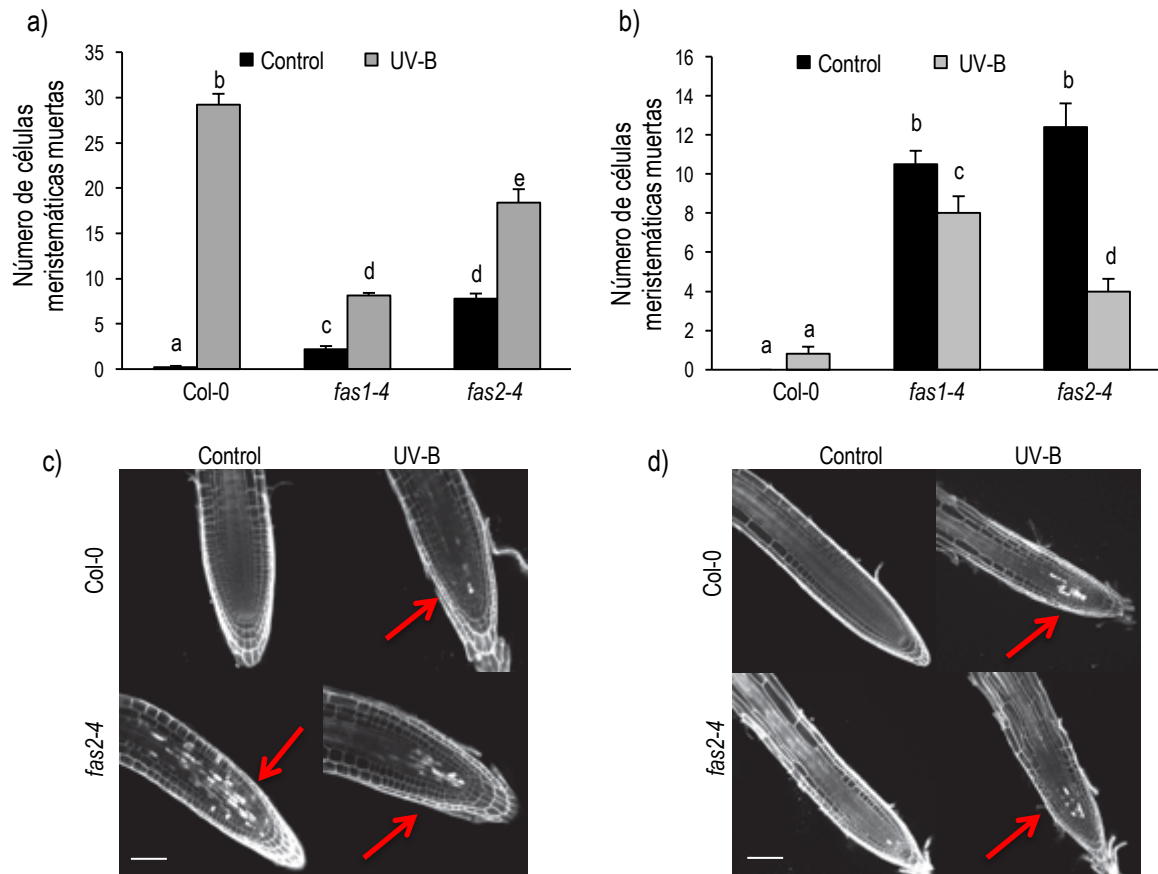 a)
Número de células
meristemáticas muertas
35
30
25
20
15
10
5
0
Control
UV-B
a
b
c
d
d
e
Col-0
fas1-4
fas2-4
b)
Número de células
meristemáticas muertas
16
14
12
10
8
6
4
2
0
Control
UV-B
a
a
b
c
b
d
Col-0
fas1-4
fas2-4
c)
Control
UV-B
Col-0
fas2-4
d)
Control
UV-B
Col-0
fas2-4